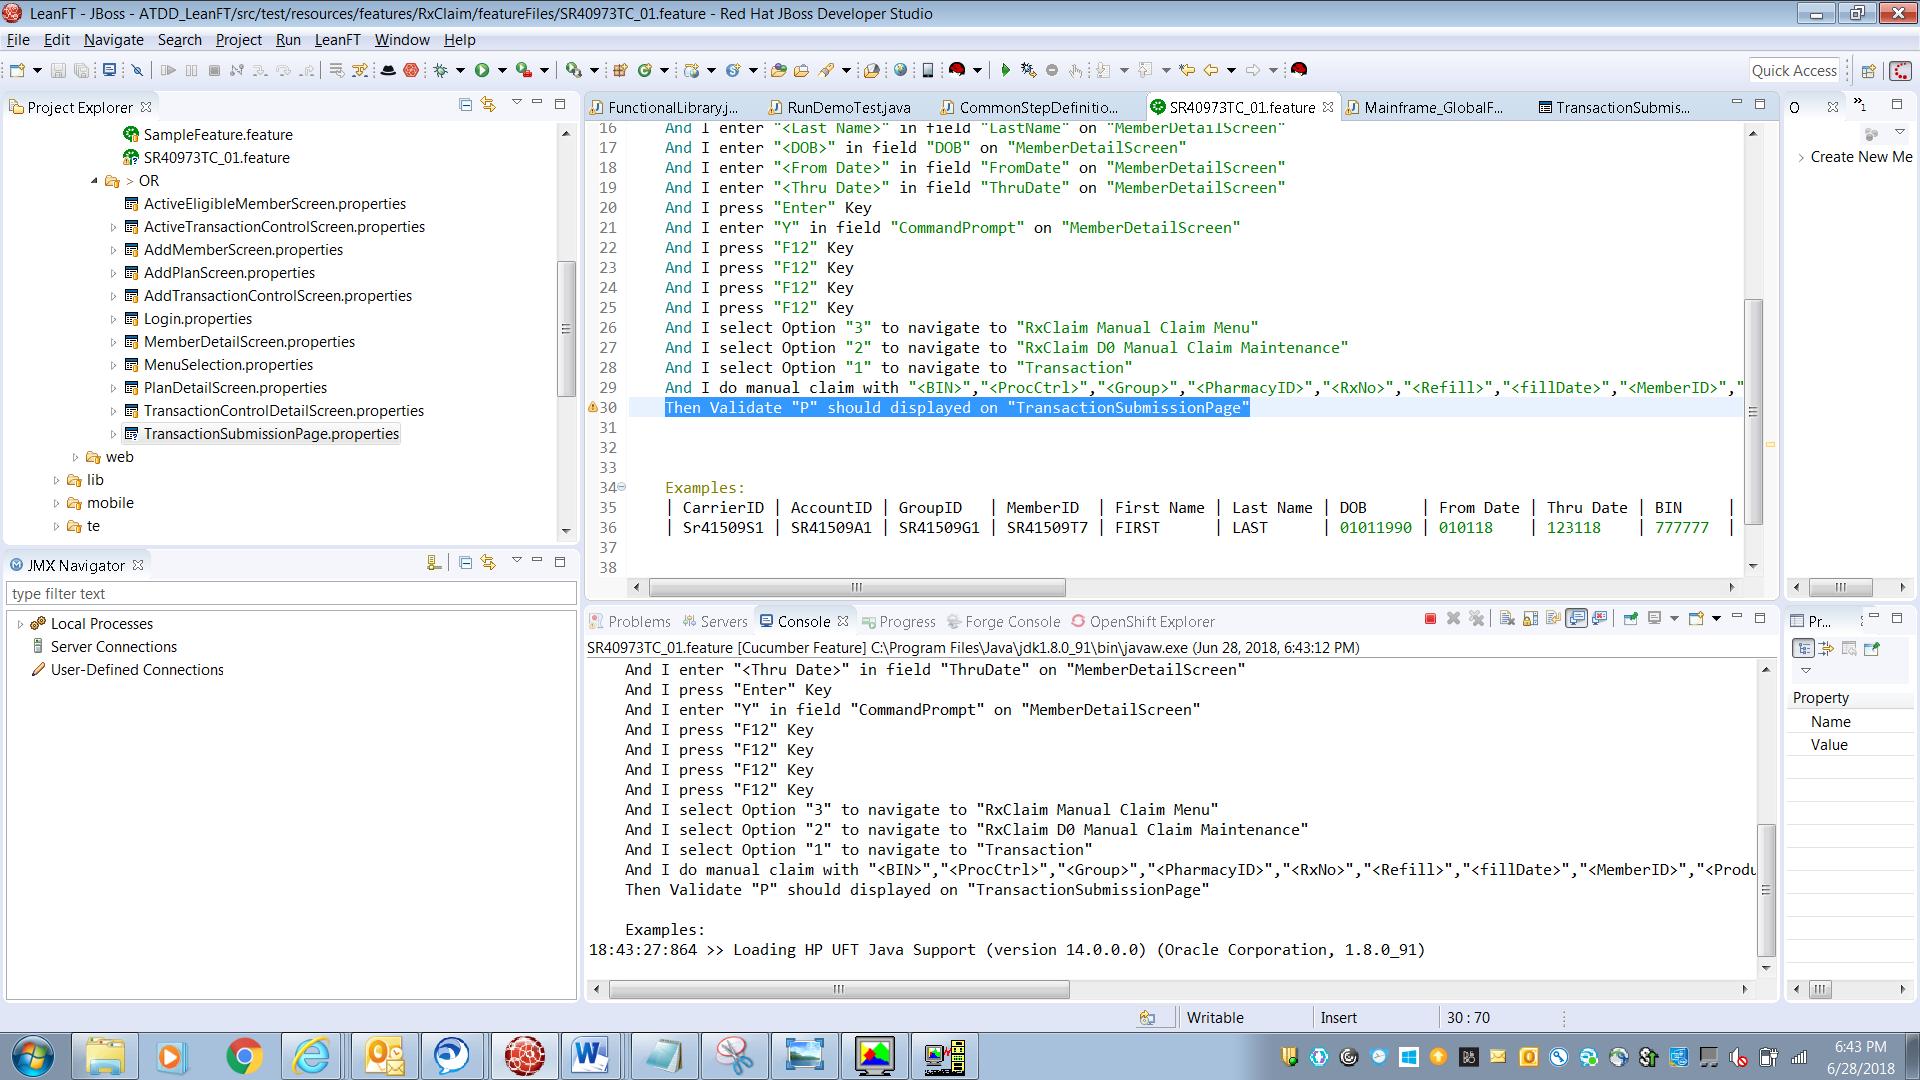 LeanFT - JBoss - ATDD_LeanFT/src/test/resources/features/RxClaim/featureFiles/SR40973TC_01.feature - Red Hat JBoss Developer Studio
File Edit Navigate Search Project Run LeanFT Window Help
Quick Access
Project Explorer
SampleFeature.feature
SR40973TC_01.feature
> OR
ActiveEligibleMemberScreen.properties
ActiveTransactionControlScreen.properties
AddMemberScreen.properties
AddPlanScreen.properties
AddTransactionControlScreen.properties
Login.properties
MemberDetailScreen.properties
MenuSelection.properties
PlanDetailScreen.properties
TransactionControlDetailScreen.properties
TransactionSubmissionPage.properties
web
lib
mobile
te
JMX Navigator
type filter text
Local Processes
Server Connections
User-Defined Connections
FunctionalLibrary.j... RunDemoTest.java CommonStepDefinitio... SR40973TC_01.feature Mainframe_GlobalF... TransactionSubmis...
16 And I enter "<Last Name>" in field "LastName" on "MemberDetailScreen"
17 And I enter "<DOB>" in field "DOB" on "MemberDetailScreen"
18 And I enter "<From Date>" in field "FromDate" on "MemberDetailScreen"
19 And I enter "<Thru Date>" in field "ThruDate" on "MemberDetailScreen"
20 And I press "Enter" Key
21 And I enter "Y" in field "CommandPrompt" on "MemberDetailScreen"
22 And I press "F12" Key
23 And I press "F12" Key
24 And I press "F12" Key
25 And I press "F12" Key
26 And I select Option "3" to navigate to "RxClaim Manual Claim Menu"
27 And I select Option "2" to navigate to "RxClaim D0 Manual Claim Maintenance"
28 And I select Option "1" to navigate to "Transaction"
29 And I do manual claim with "<BIN>","<ProcCtrl>","<Group>","<PharmacyID>","<RxNo>","<Refill>","<fillDate>","<MemberID>","
30 Then Validate "P" should displayed on "TransactionSubmissionPage"
31
32
33
34 Examples:
35 | CarrierID | AccountID | GroupID | MemberID | First Name | Last Name | DOB | From Date | Thru Date | BIN |
36 | Sr41509S1 | SR41509A1 | SR41509G1 | SR41509T7 | FIRST | LAST | 01011990 | 010118 | 123118 | 777777 |
37
38
O
1
Create New Me
Problems Servers Console Progress Forge Console OpenShift Explorer
SR40973TC_01.feature [Cucumber Feature] C:\Program Files\Java\jdk1.8.0_91\bin\javaw.exe (Jun 28, 2018, 6:43:12 PM)
And I enter "<Thru Date>" in field "ThruDate" on "MemberDetailScreen"
And I press "Enter" Key
And I enter "Y" in field "CommandPrompt" on "MemberDetailScreen"
And I press "F12" Key
And I press "F12" Key
And I press "F12" Key
And I press "F12" Key
And I select Option "3" to navigate to "RxClaim Manual Claim Menu"
And I select Option "2" to navigate to "RxClaim D0 Manual Claim Maintenance"
And I select Option "1" to navigate to "Transaction"
And I do manual claim with "<BIN>","<ProcCtrl>","<Group>","<PharmacyID>","<RxNo>","<Refill>","<fillDate>","<MemberID>","<Produ
Then Validate "P" should displayed on "TransactionSubmissionPage"
Examples:
18:43:27:864 >> Loading HP UFT Java Support (version 14.0.0.0) (Oracle Corporation, 1.8.0_91)
Pr...
Property
Name
Value
Writable Insert 30 : 70
6:43 PM
6/28/2018